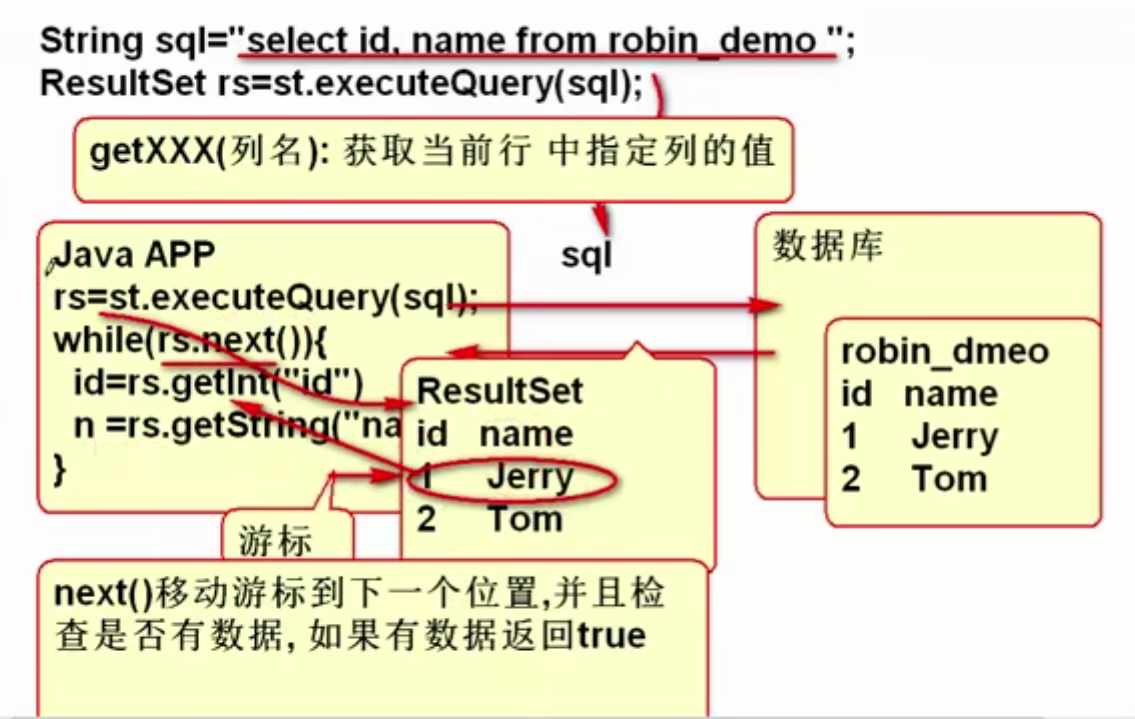 String sql="select id, name from robin_demo ";
ResultSet rs=st.executeQuery(sql);
getXXX(列名): 获取当前行 中指定列的值
Java APP
rs=st.executeQuery(sql);
while(rs.next()){
id=rs.getInt("id")
n =rs.getString("na
}
sql
数据库
robin_dmeo
id name
1 Jerry
2 Tom
ResultSet
id name
1 Jerry
2 Tom
游标
next()移动游标到下一个位置,并且检
查是否有数据, 如果有数据返回true